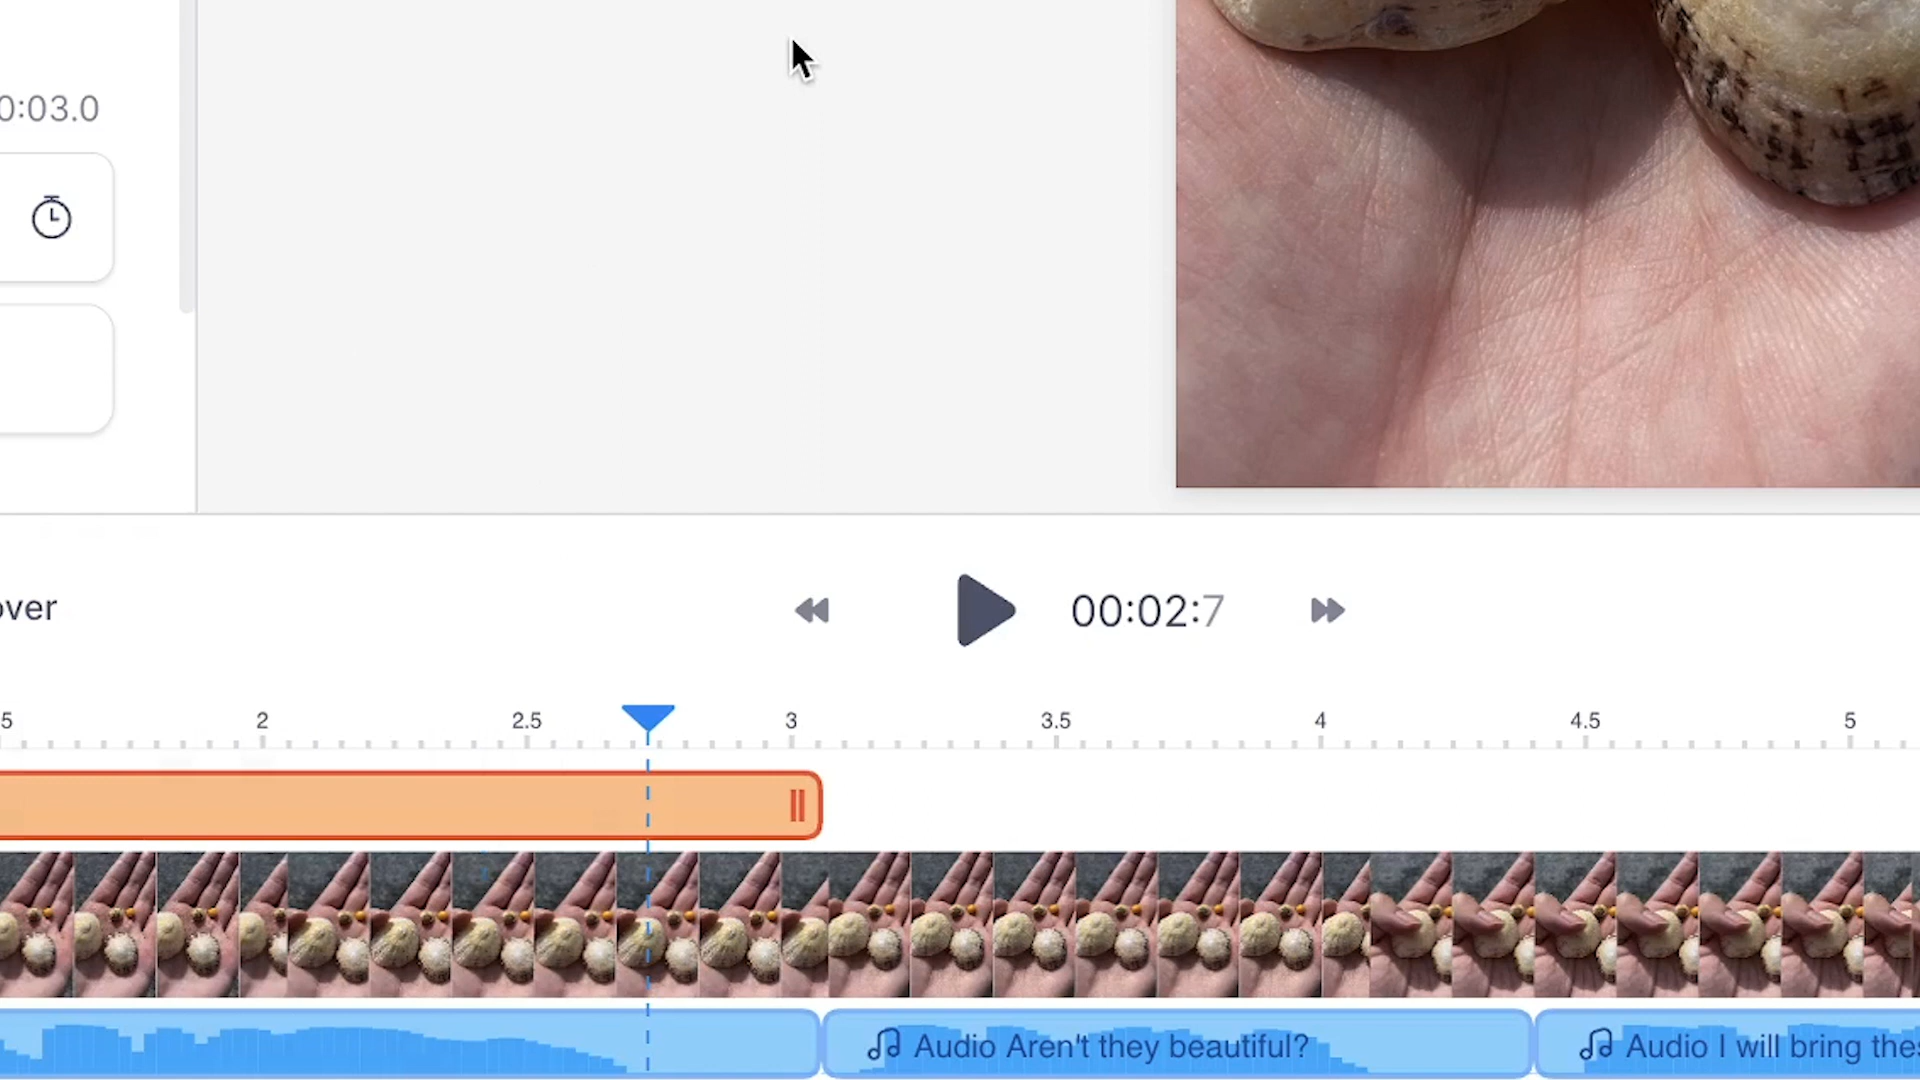 0:03.0
over
00:02:7
5 2 2.5 3 3.5 4 4.5 5
Audio Aren't they beautiful?
Audio I will bring